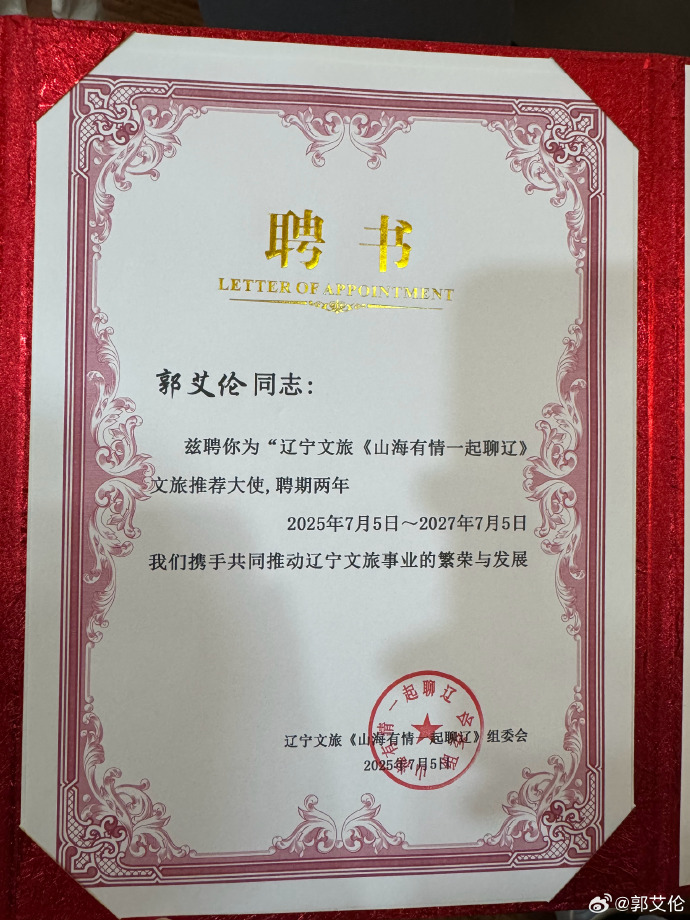 聘书
LETTER OF APPOINTMENT
郭艾伦同志:
兹聘你为“辽宁文旅《山海有情一起聊辽》
文旅推荐大使,聘期两年
2025年7月5日～2027年7月5日
我们携手共同推动辽宁文旅事业的繁荣与发展
辽宁文旅《山海有情一起聊辽》组委会
2025年7月5日
@郭艾伦